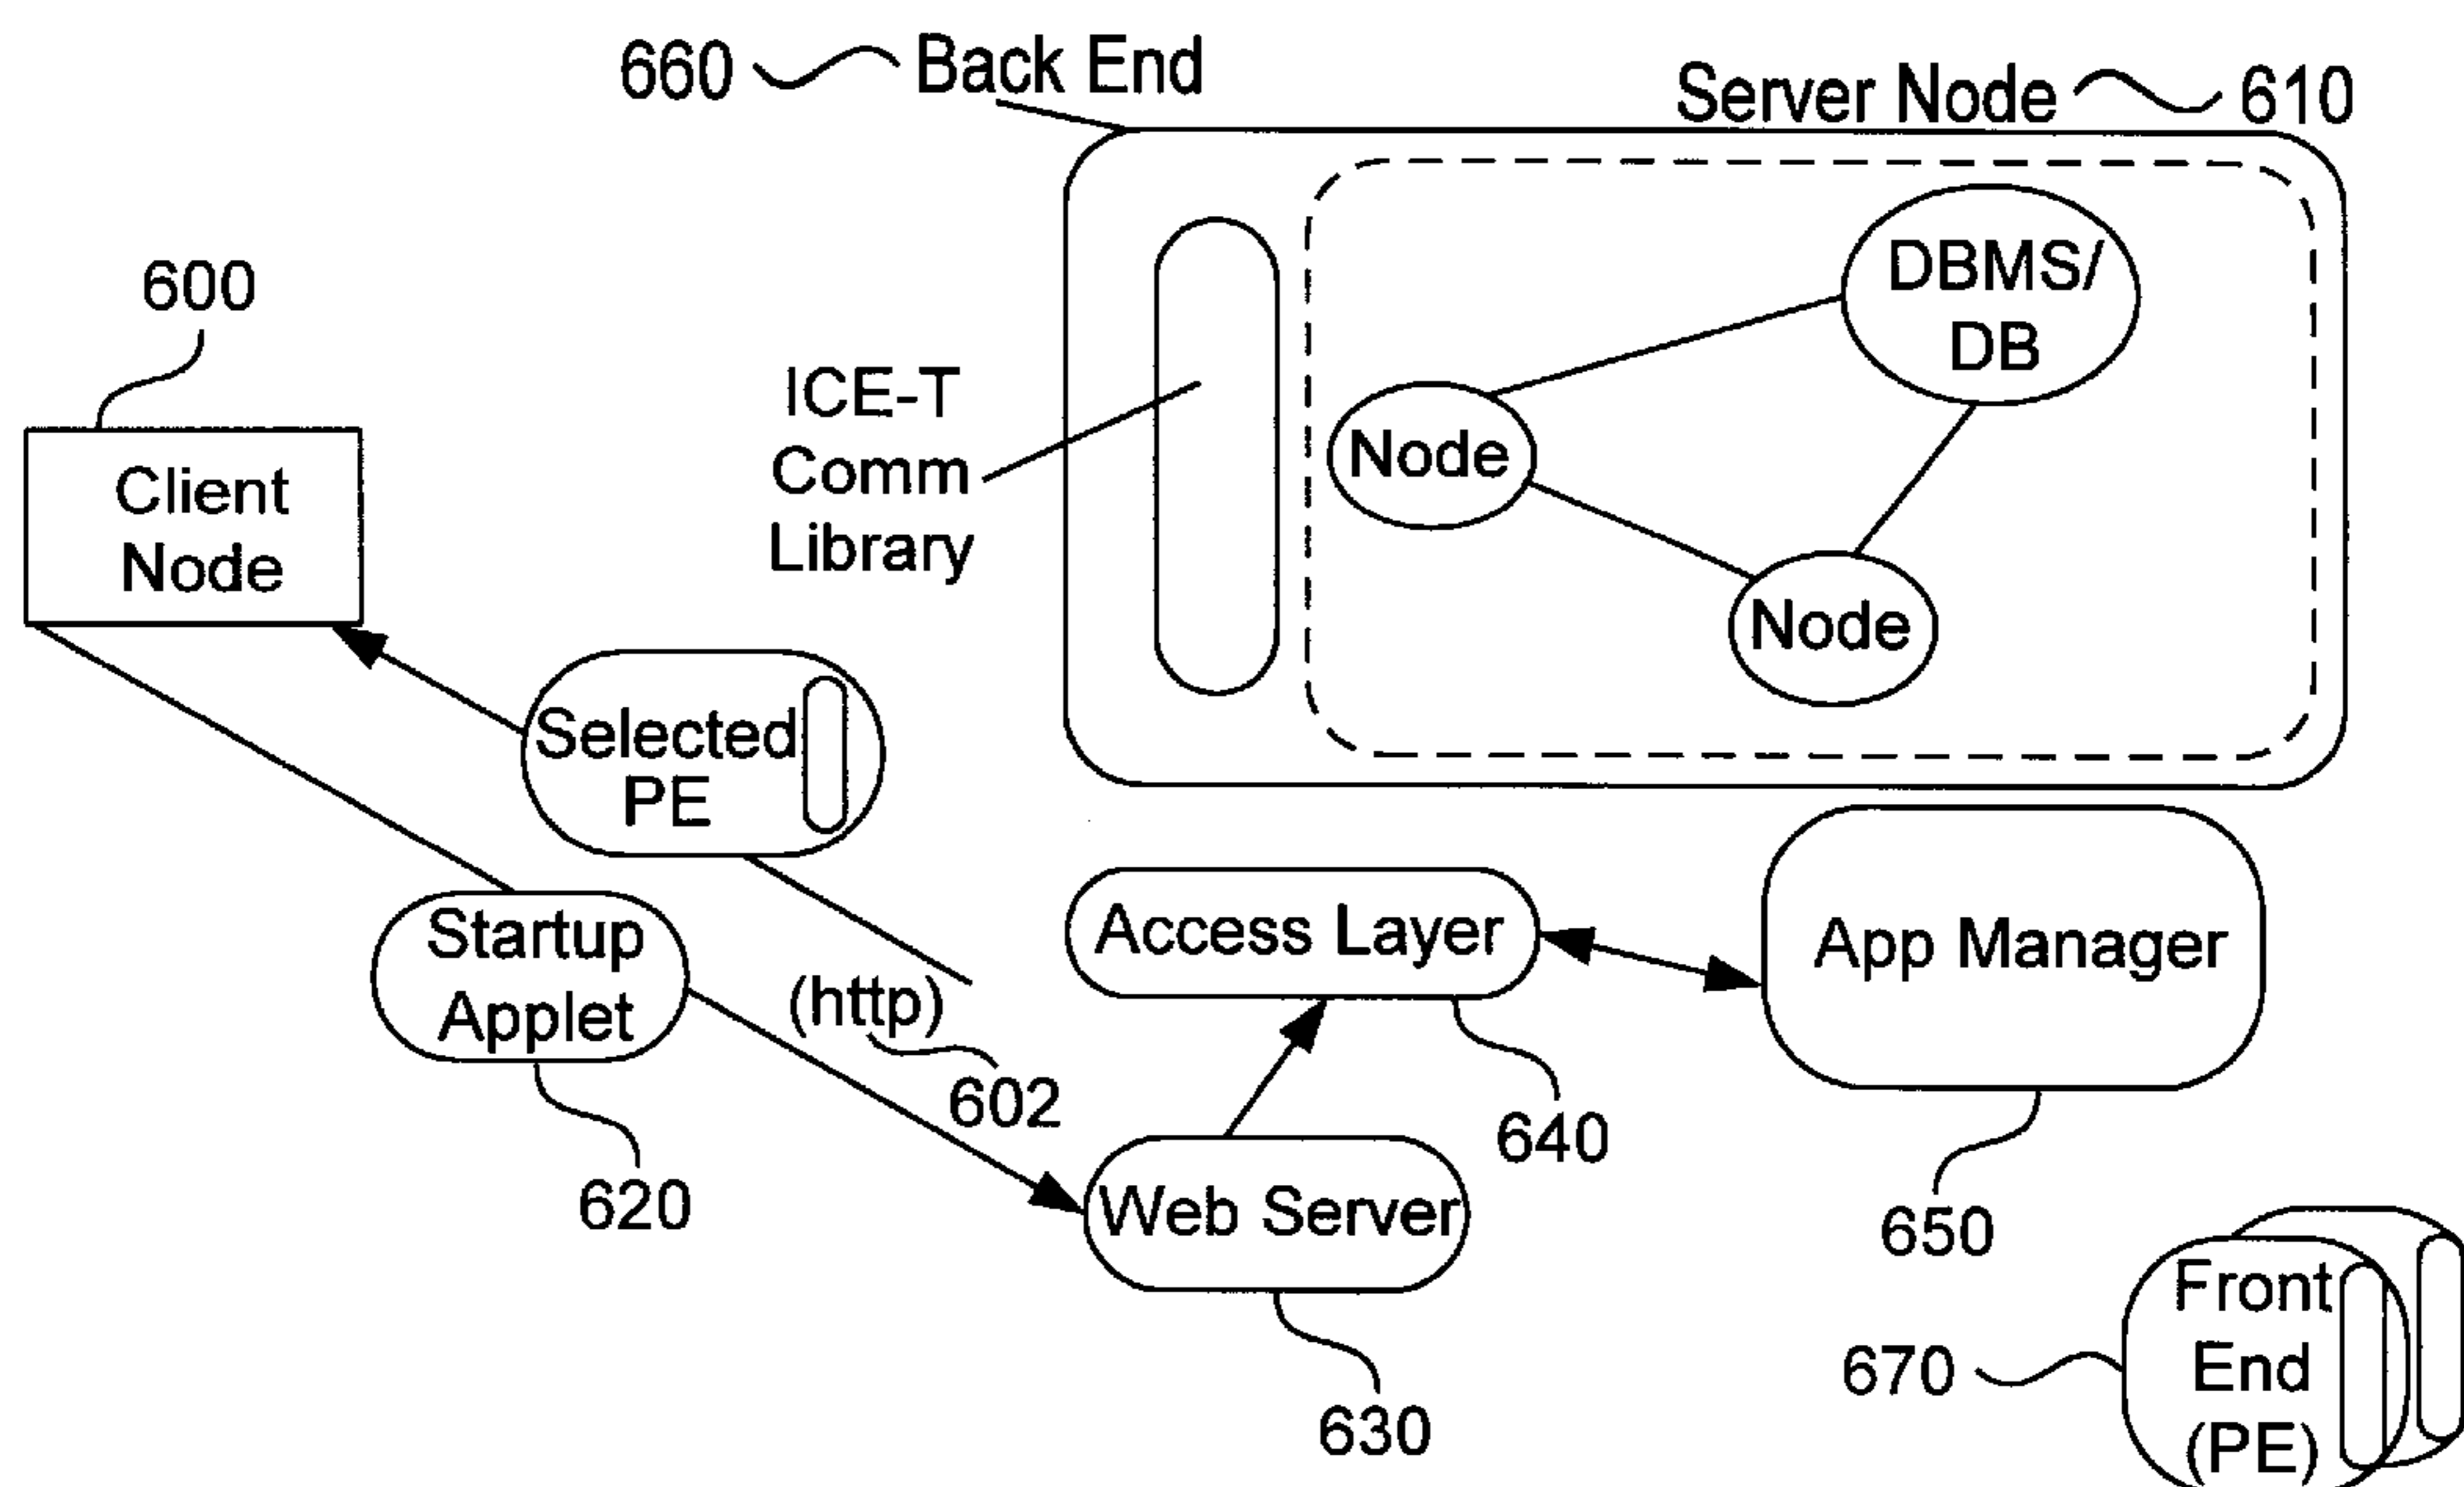 660 Back End
Server Node 610
DBMS/
DB
600
ICE-T
Comm
Library
Node
Client
Node
Node
Selected
PE
Startup
Applet
Access Layer
App Manager
(http)
602
640
620
Web Server
650
630
670
Front
End
(PE)